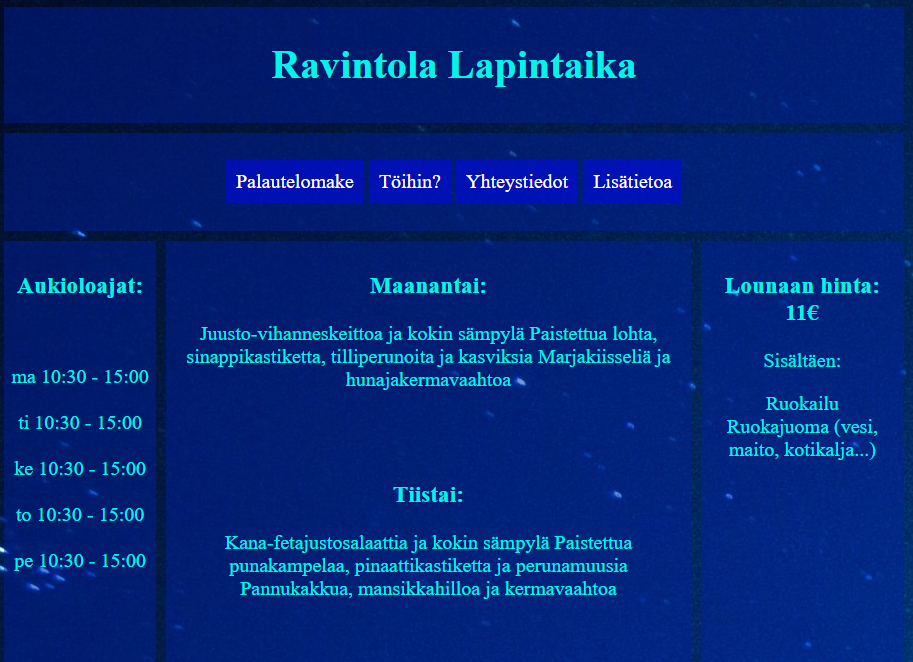 Ravintola Lapintaika
Palautelomake
Töihin?
Yhteystiedot
Lisätietoa
Aukioloajat:
ma 10:30 - 15:00
ti 10:30 - 15:00
ke 10:30 - 15:00
to 10:30 - 15:00
pe 10:30 - 15:00
Maanantai:
Juusto-vihanneskeittoa ja kokin sämpylä Paistettua lohta,
sinappikastiketta, tilliperunoita ja kasviksia Marjakiisseliä ja
hunajakermavaahtoa
Tiistai:
Kana-fetajustosalaattia ja kokin sämpylä Paistettua
punakampelaa, pinaattikastiketta ja perunamuusia
Pannukakkua, mansikkahilloa ja kermavaahtoa
Lounaan hinta:
11€
Sisältäen:
Ruokailu
Ruokajuoma (vesi,
maito, kotikalja...)